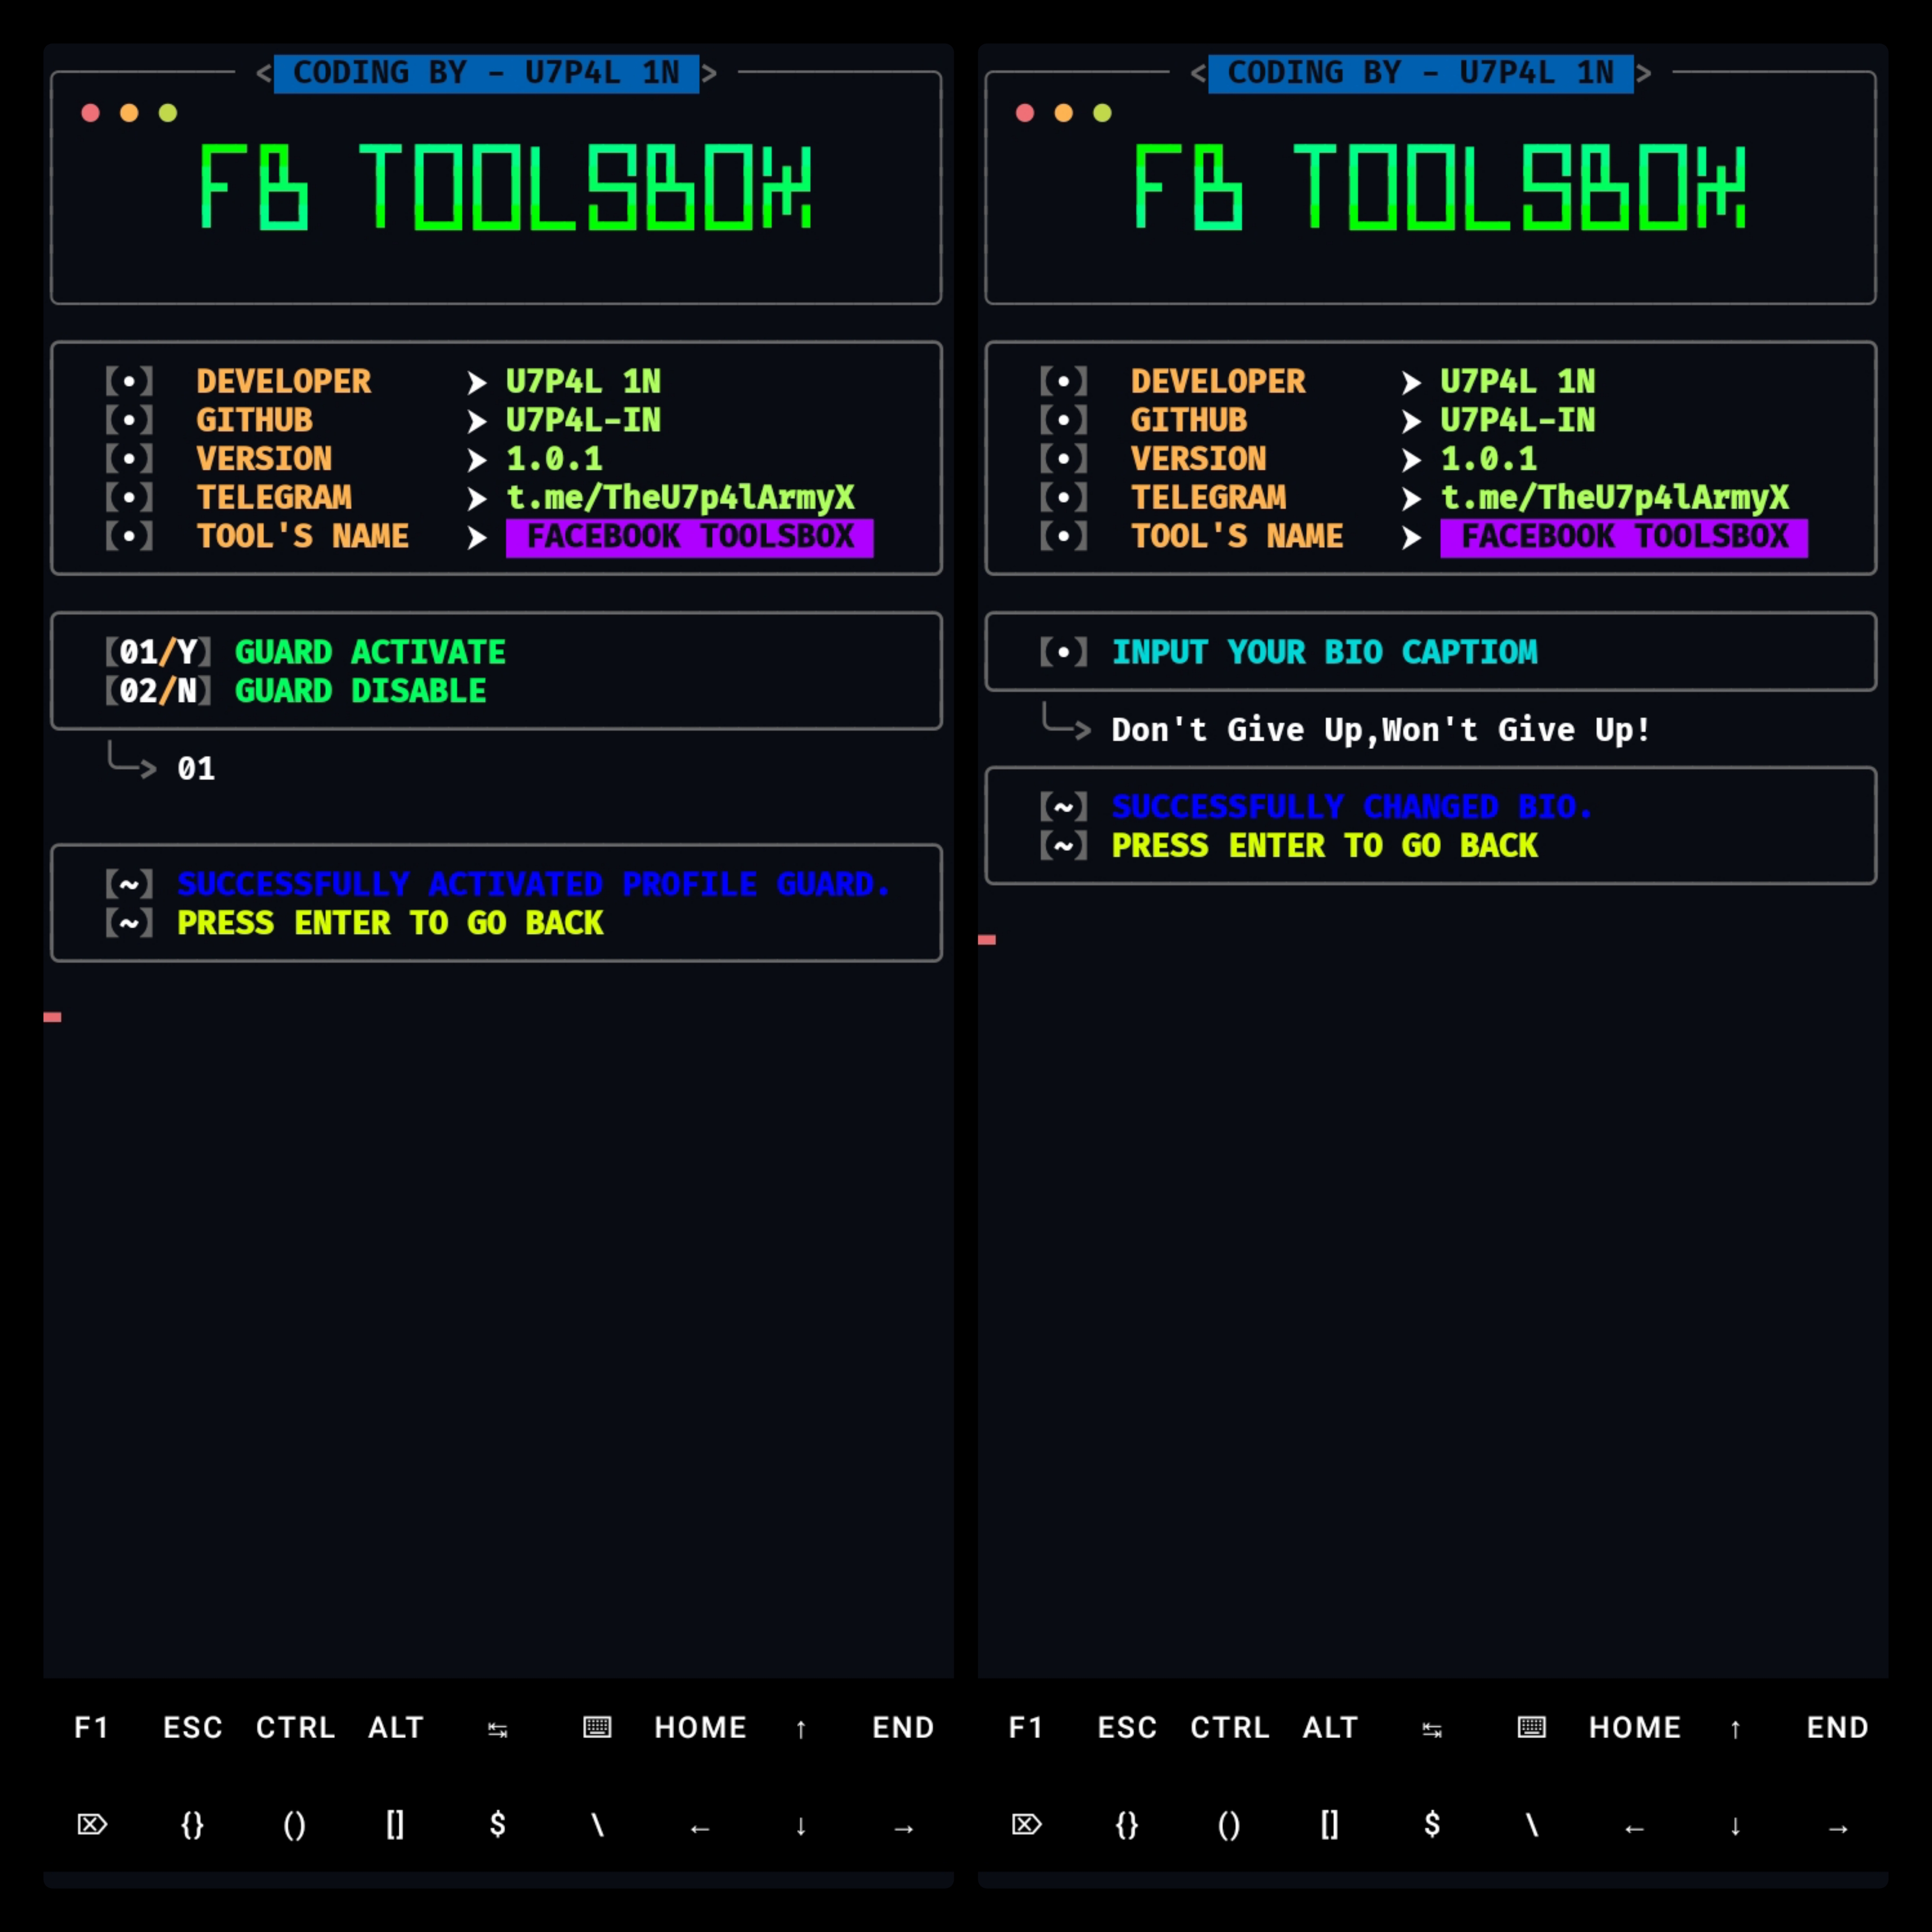 < CODING BY - U7P4L 1N >
FB TOOLSBOX
[•] DEVELOPER ➤ U7P4L 1N
[•] GITHUB ➤ U7P4L-IN
[•] VERSION ➤ 1.0.1
[•] TELEGRAM ➤ t.me/TheU7p4lArmyX
[•] TOOL'S NAME ➤ FACEBOOK TOOLSBOX
[01/Y] GUARD ACTIVATE
[02/N] GUARD DISABLE
01
[~] SUCCESSFULLY ACTIVATED PROFILE GUARD.
[~] PRESS ENTER TO GO BACK
F1 ESC CTRL ALT ↹ ⌨ HOME ↑ END
⌦ {} () [] $ \ ← ↓ →
< CODING BY - U7P4L 1N >
FB TOOLSBOX
[•] DEVELOPER ➤ U7P4L 1N
[•] GITHUB ➤ U7P4L-IN
[•] VERSION ➤ 1.0.1
[•] TELEGRAM ➤ t.me/TheU7p4lArmyX
[•] TOOL'S NAME ➤ FACEBOOK TOOLSBOX
[•] INPUT YOUR BIO CAPTIOM
Don't Give Up,Won't Give Up!
[~] SUCCESSFULLY CHANGED BIO.
[~] PRESS ENTER TO GO BACK
F1 ESC CTRL ALT ↹ ⌨ HOME ↑ END
⌦ {} () [] $ \ ← ↓ →